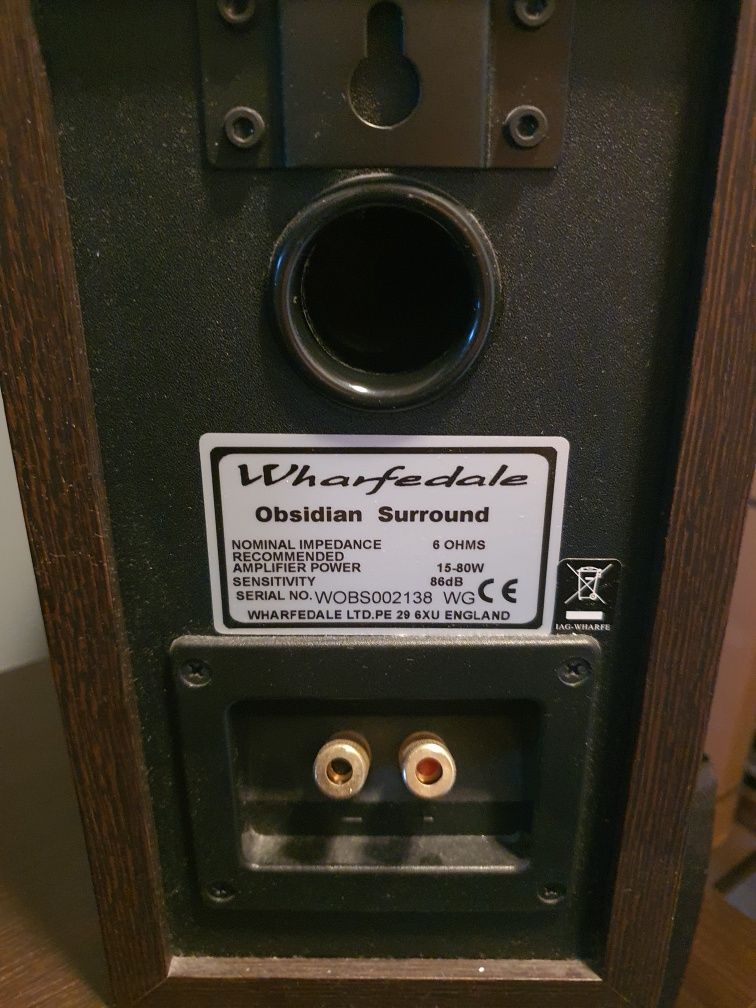 Wharfedale
Obsidian Surround
NOMINAL IMPEDANCE 6 OHMS
RECOMMENDED
AMPLIFIER POWER 15-80W
SENSITIVITY 86dB
SERIAL NO. WOBS002138 WG CE
WHARFEDALE LTD.PE 29 6XU ENGLAND
IAG-WHARFE
- +